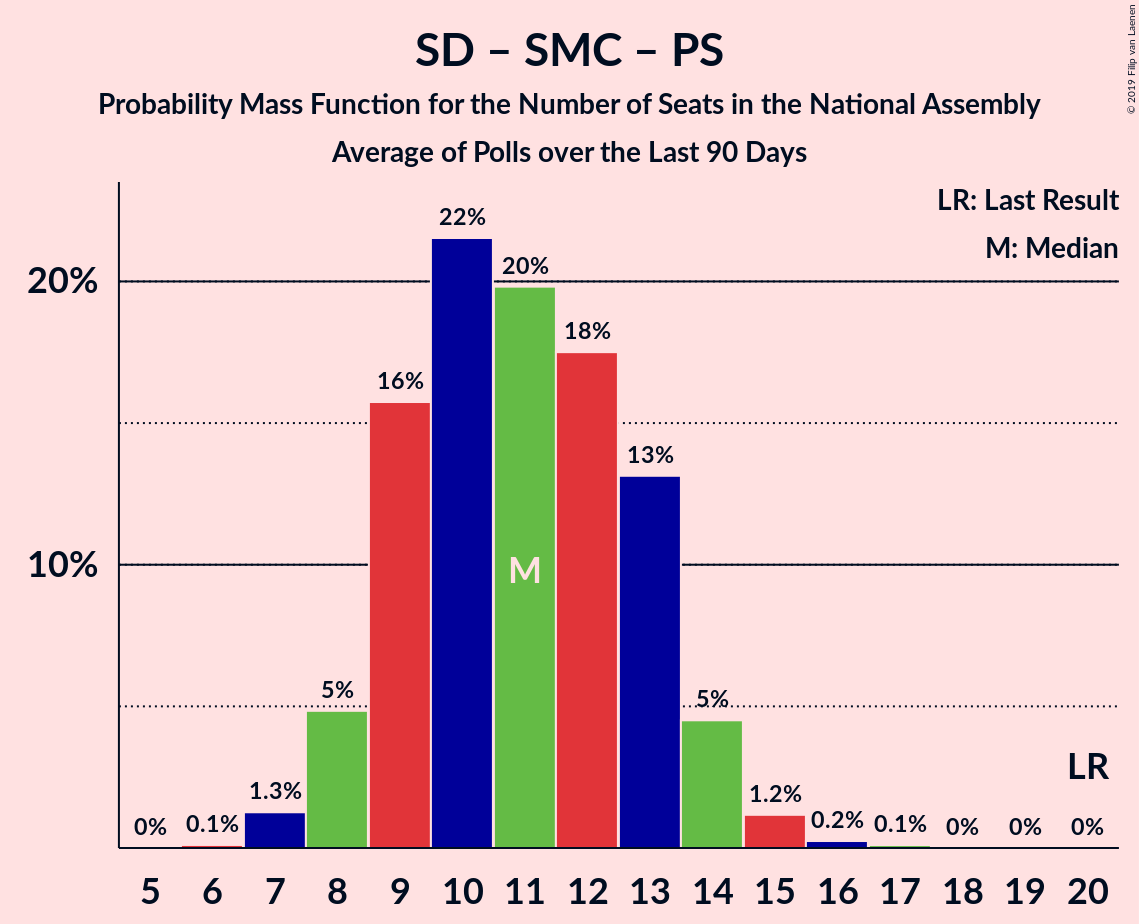 SD – SMC – PS
Probability Mass Function for the Number of Seats in the National Assembly
Average of Polls over the Last 90 Days
© 2019 Filip van Laenen
LR: Last Result
M: Median
20%
10%
0%
0.1%
1.3%
5%
16%
22%
20%
18%
13%
5%
1.2%
0.2%
0.1%
0%
0%
0%
M
LR
5 6 7 8 9 10 11 12 13 14 15 16 17 18 19 20